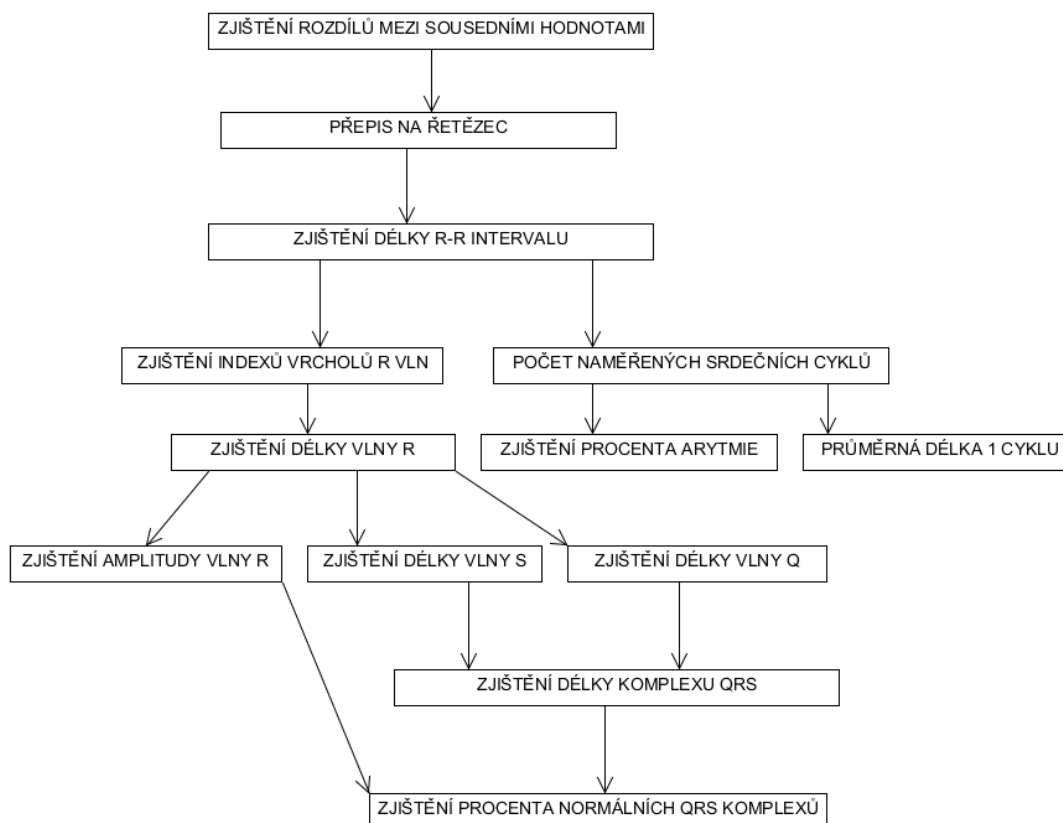 ZJIŠTĚNÍ ROZDÍLŮ MEZI SOUSEDNÍMI HODNOTAMI
PŘEPIS NA ŘETĚZEC
ZJIŠTĚNÍ DÉLKY R-R INTERVALU
ZJIŠTĚNÍ INDEXŮ VRCHOLŮ R VLN
POČET NAMĚŘENÝCH SRDEČNÍCH CYKLŮ
ZJIŠTĚNÍ DÉLKY VLNY R
ZJIŠTĚNÍ PROCENTA ARYTMIE
PRŮMĚRNÁ DÉLKA 1 CYKLU
ZJIŠTĚNÍ AMPLITUDY VLNY R
ZJIŠTĚNÍ DÉLKY VLNY S
ZJIŠTĚNÍ DÉLKY VLNY Q
ZJIŠTĚNÍ DÉLKY KOMPLEXU QRS
ZJIŠTĚNÍ PROCENTA NORMÁLNÍCH QRS KOMPLEXŮ